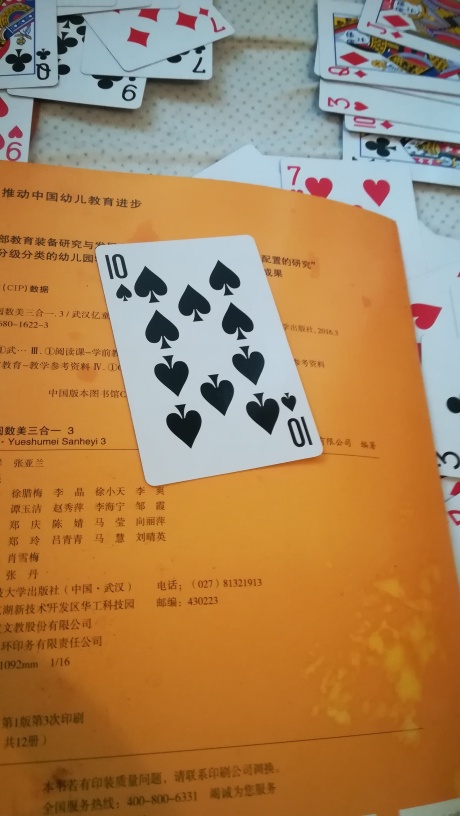 推动中国幼儿教育进步
部教育装备研究与发
配置的研究"
分级分类的幼儿园
成果
(CIP)数据
数美三合一.3/武汉亿
学出版社,2016.3
680-1622-3
Ⅲ.①阅读课-学前
教育-教学参考资料 Ⅳ.①
参考资料
中国版本图书馆C
数美三合一 3
- Yueshumei Sanheyi 3
有限公司 编著
张亚兰
徐腊梅 李晶 徐小天 李
谭玉洁 赵秀萍 李海宁 邹霞
郑庆 陈婧 马莹 向丽萍
郑玲 吕青青 马慧 刘晴英
肖雪梅
张丹
技大学出版社(中国·武汉) 电话:(027)81321913
湖新技术开发区华工科技园 邮编:430223
文教股份有限公司
环印务有限责任公司
1092mm 1/16
第1版第3次印刷
共12册)
本书若有印装质量问题,请联系印刷公司调换。
全国服务热线:400-800-6331 竭诚为您服务
10
10
7
7
7
9
Q
6
J
Q
3
10
3